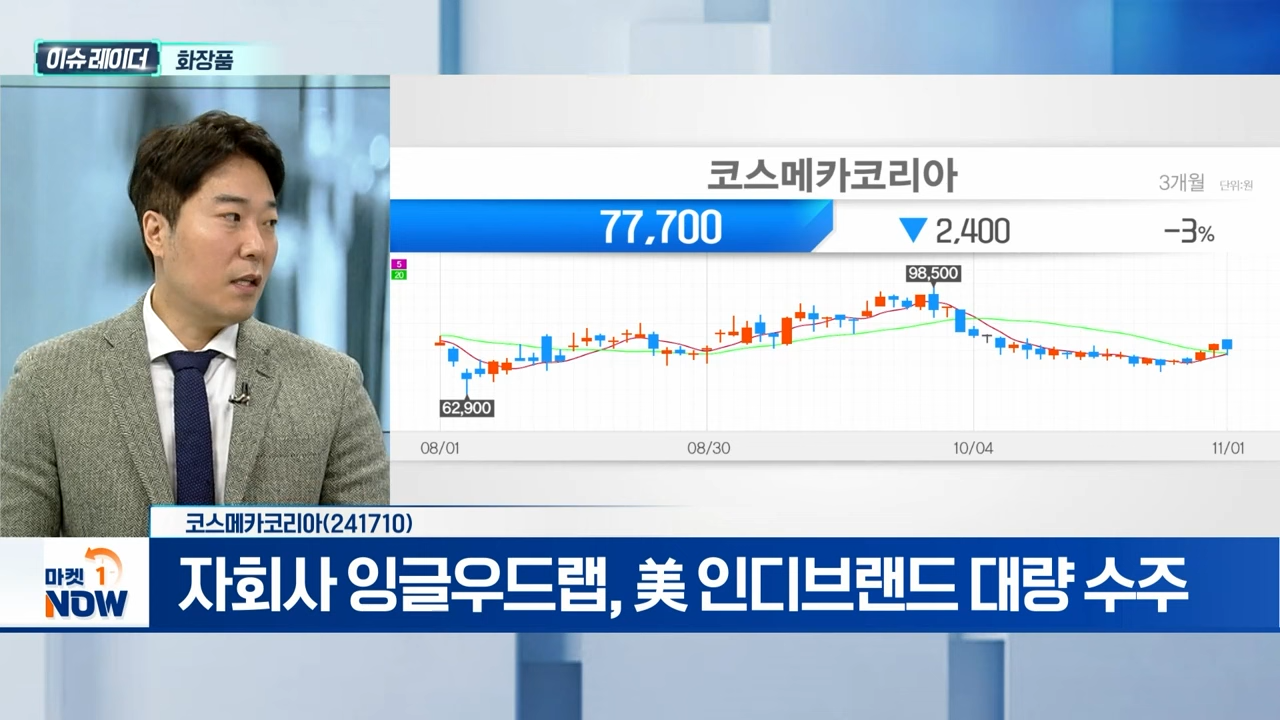 이슈 레이더 화장품
코스메카코리아
3개월 단위:원
77,700 ▼ 2,400 -3%
5
20
98,500
62,900
08/01 08/30 10/04 11/01
코스메카코리아(241710)
마켓 1
NOW
자회사 잉글우드랩, 美 인디브랜드 대량 수주